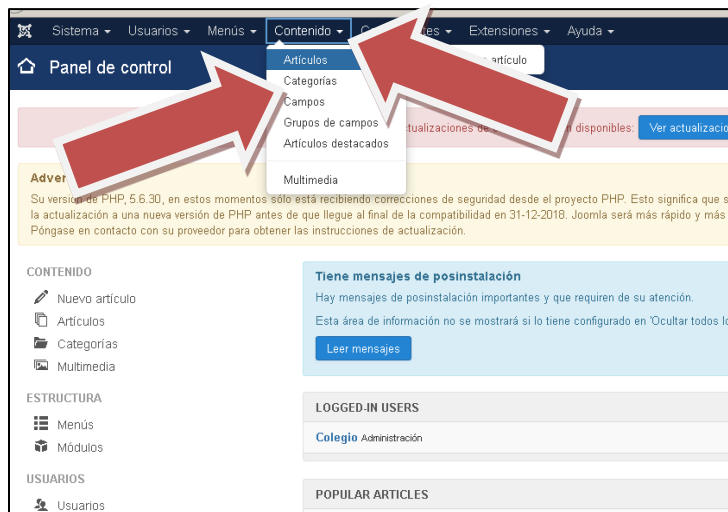 Sistema Usuarios Menús Contenido Extensiones Ayuda
Panel de control
Artículos
artículo
Categorías
Campos
Grupos de campos
Artículos destacados
Multimedia
disponibles: Ver actualizacio
Su versión de PHP, 5.6.30, en estos momentos sólo está recibiendo correcciones de seguridad desde el proyecto PHP. Esto significa que s
la actualización a una nueva versión de PHP antes de que llegue al final de la compatibilidad en 31-12-2018. Joomla será más rápido y más
Póngase en contacto con su proveedor para obtener las instrucciones de actualización.
CONTENIDO
Nuevo artículo
Artículos
Categorías
Multimedia
ESTRUCTURA
Menús
Módulos
USUARIOS
Usuarios
Tiene mensajes de posinstalación
Hay mensajes de posinstalación importantes y que requiren de su atención.
Esta área de información no se mostrará si lo tiene configurado en 'Ocultar todos lo
Leer mensajes
LOGGED-IN USERS
Colegio Administración
POPULAR ARTICLES